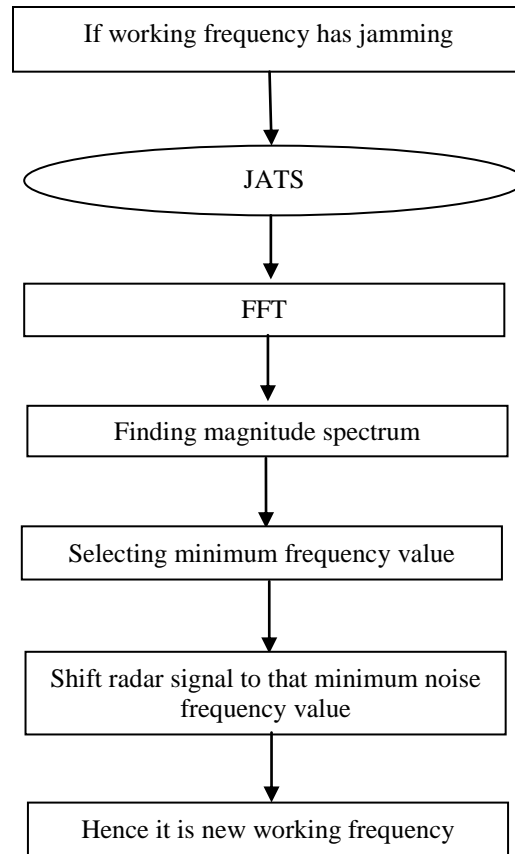 If working frequency has jamming
JATS
FFT
Finding magnitude spectrum
Selecting minimum frequency value
Shift radar signal to that minimum noise
frequency value
Hence it is new working frequency